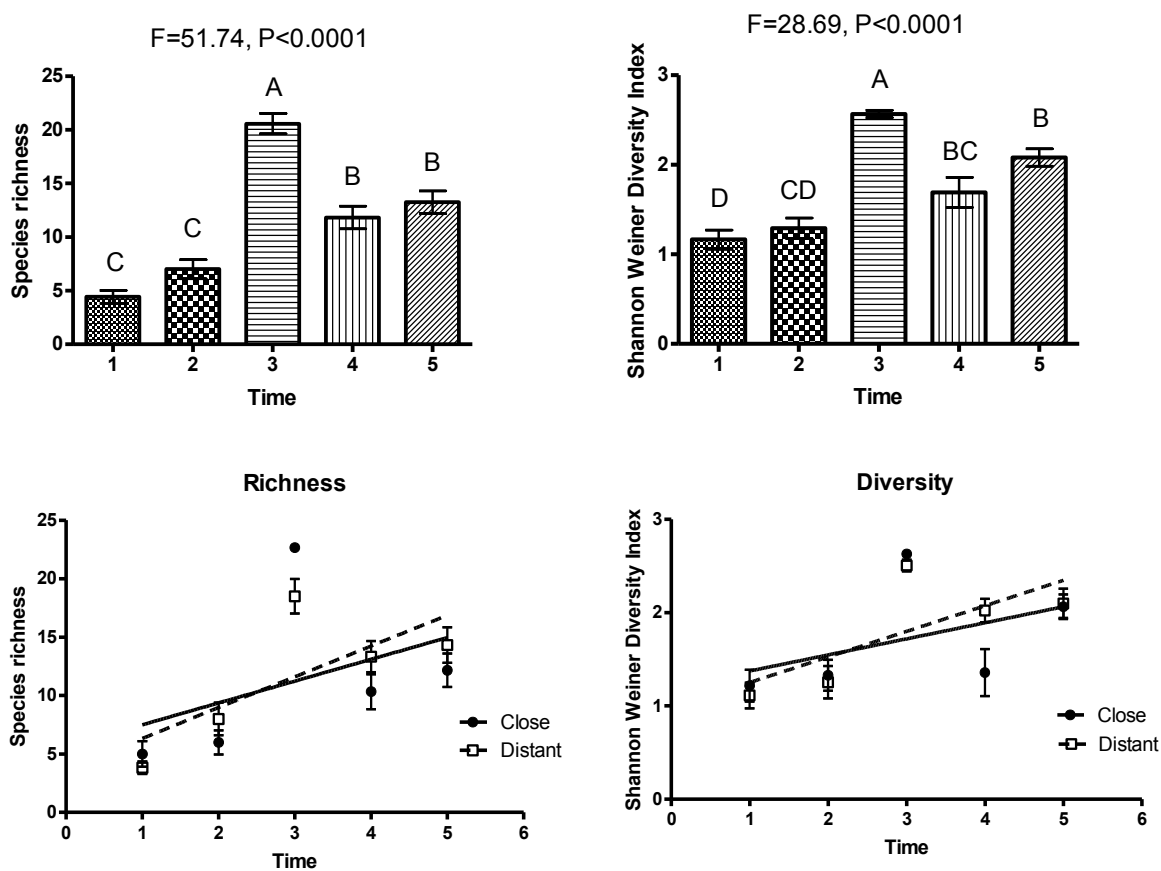 F=51.74, P<0.0001
Species richness
25
20
15
10
5
0
C
C
A
B
B
1 2 3 4 5
Time
F=28.69, P<0.0001
Shannon Weiner Diversity Index
3
2
1
0
D
CD
A
BC
B
1 2 3 4 5
Time
Richness
Species richness
25
20
15
10
5
0
0 1 2 3 4 5 6
Time
Close
Distant
Diversity
Shannon Weiner Diversity Index
3
2
1
0
0 1 2 3 4 5 6
Time
Close
Distant